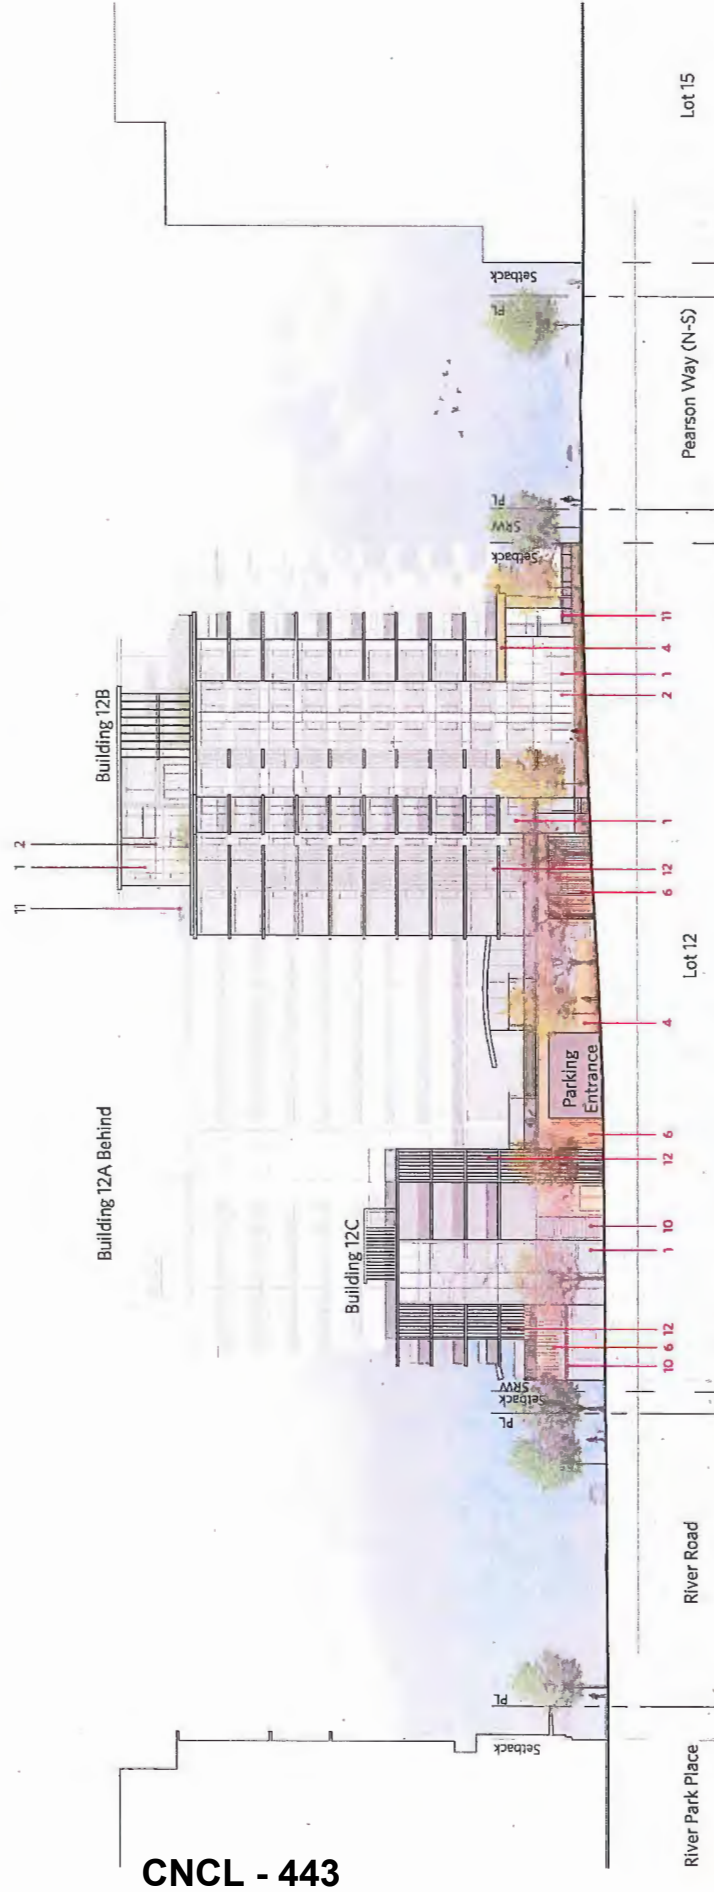 11
1
2
Building 12B
Building 12A Behind
Building 12C
Setback
PL
PL
Setback
SRW
PL
Setback
SRW
PL
Setback
Parking
Entrance
10
6
12
1
10
12
6
4
6
12
1
2
1
4
11
River Park Place
River Road
Lot 12
Pearson Way (N-S)
Lot 15
CNCL - 443